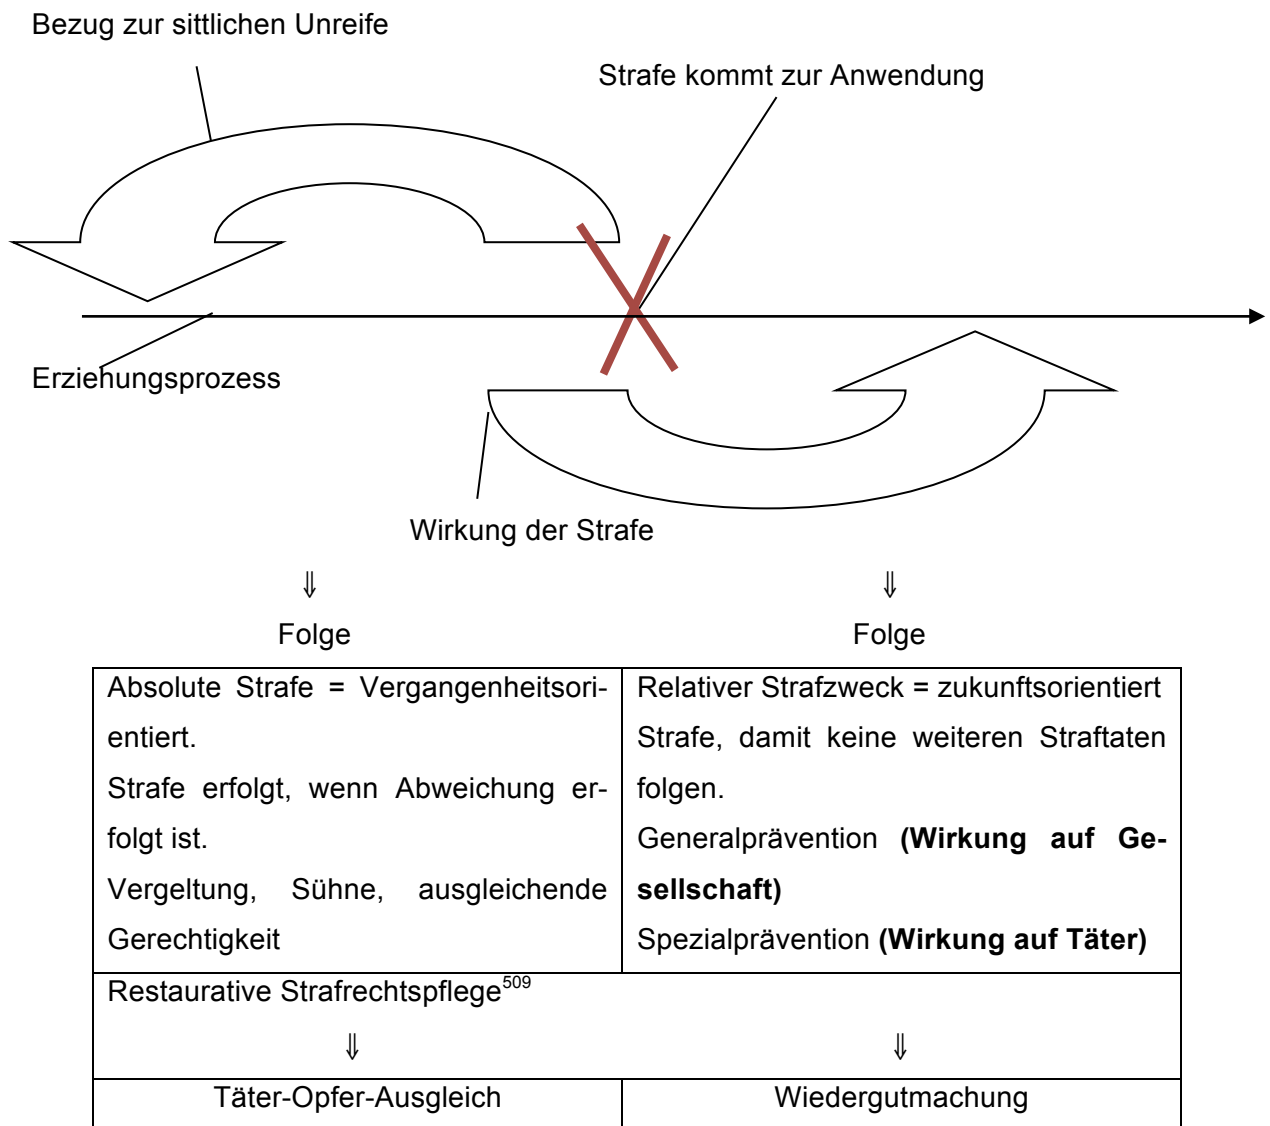 Bezug zur sittlichen Unreife
Strafe kommt zur Anwendung
Erziehungsprozess
Wirkung der Strafe
⇓
⇓
Folge
Folge
Absolute Strafe = Vergangenheitsori-
entiert.
Strafe erfolgt, wenn Abweichung er-
folgt ist.
Vergeltung, Sühne, ausgleichende
Gerechtigkeit
Relativer Strafzweck = zukunftsorientiert
Strafe, damit keine weiteren Straftaten
folgen.
Generalprävention (Wirkung auf Ge-
sellschaft)
Spezialprävention (Wirkung auf Täter)
Restaurative Strafrechtspflege509
⇓
⇓
Täter-Opfer-Ausgleich
Wiedergutmachung